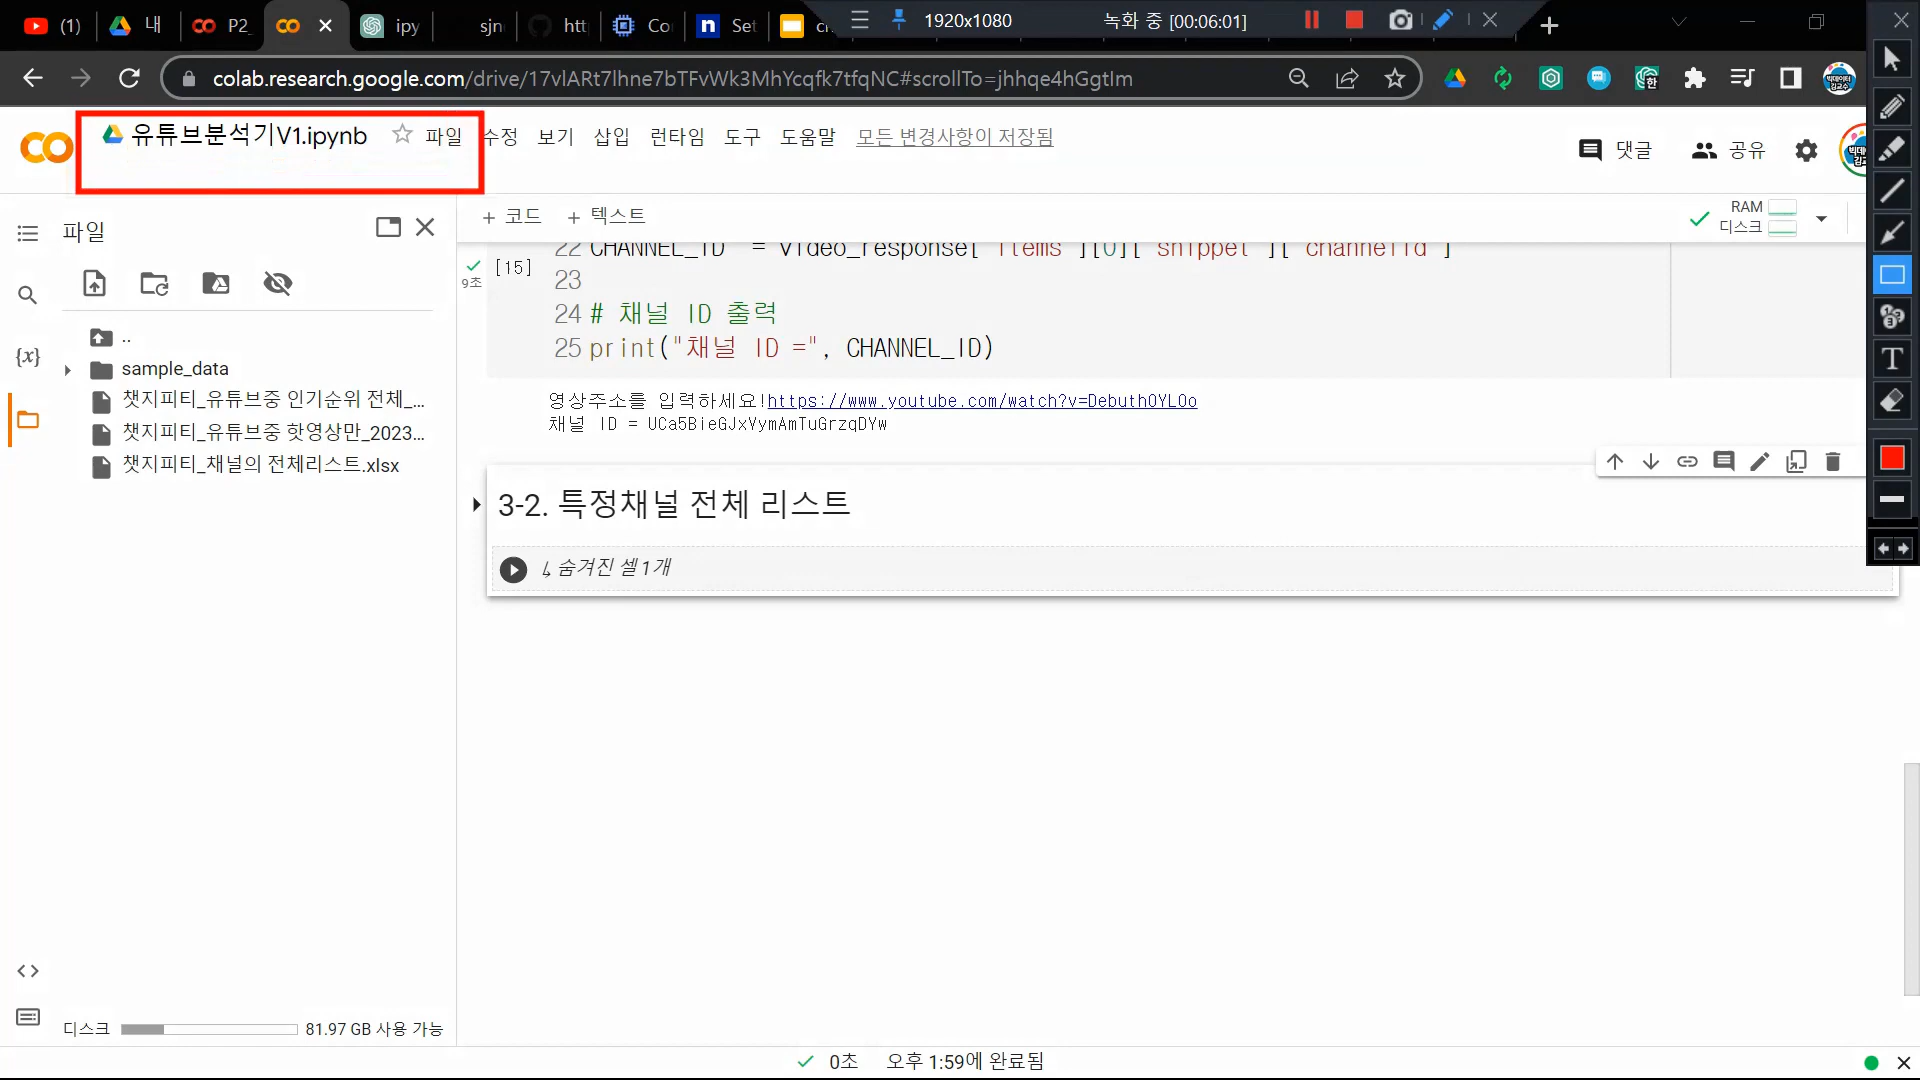 (1)
내
P2_
ipy
sjn
htt
Co
Set
1920x1080
녹화 중 [00:06:01]
colab.research.google.com/drive/17vlARt7lhne7bTFvWk3MhYcqfk7tfqNC#scrollTo=jhhqe4hGgtIm
유튜브분석기V1.ipynb
파일 수정 보기 삽입 런타임 도구 도움말 모든 변경사항이 저장됨
댓글
공유
파일
+ 코드 + 텍스트
RAM
디스크
..
sample_data
챗지피티_유튜브중 인기순위 전체_...
챗지피티_유튜브중 핫영상만_2023...
챗지피티_채널의 전체리스트.xlsx
[15]
9초
22 CHANNEL_ID = video_response['items'][0]['snippet']['channelId']
23
24 # 채널 ID 출력
25 print("채널 ID =", CHANNEL_ID)
영상주소를 입력하세요!https://www.youtube.com/watch?v=DebuthOYLOo
채널 ID = UCa5BieGJxVymAmTuGrzqDYw
3-2. 특정채널 전체 리스트
↳ 숨겨진 셀 1개
디스크
81.97 GB 사용 가능
0초 오후 1:59에 완료됨